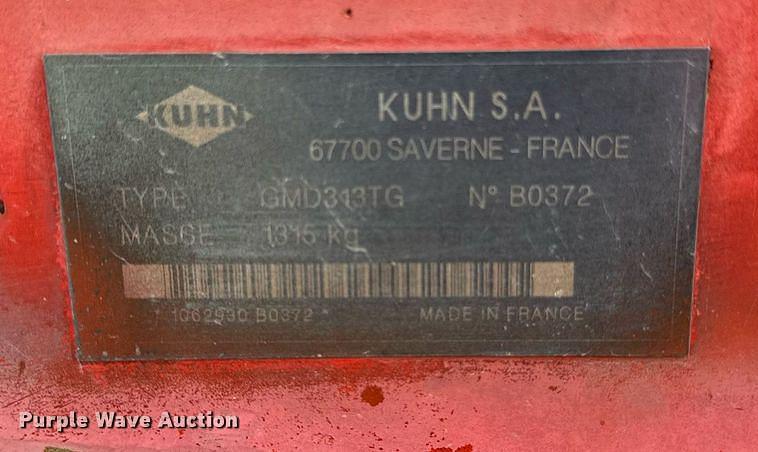 KUHN
KUHN S.A.
67700 SAVERNE - FRANCE
TYPE GMD313TG N° B0372
MASSE 1315 kg
1062930 B0372
MADE IN FRANCE
Purple Wave Auction